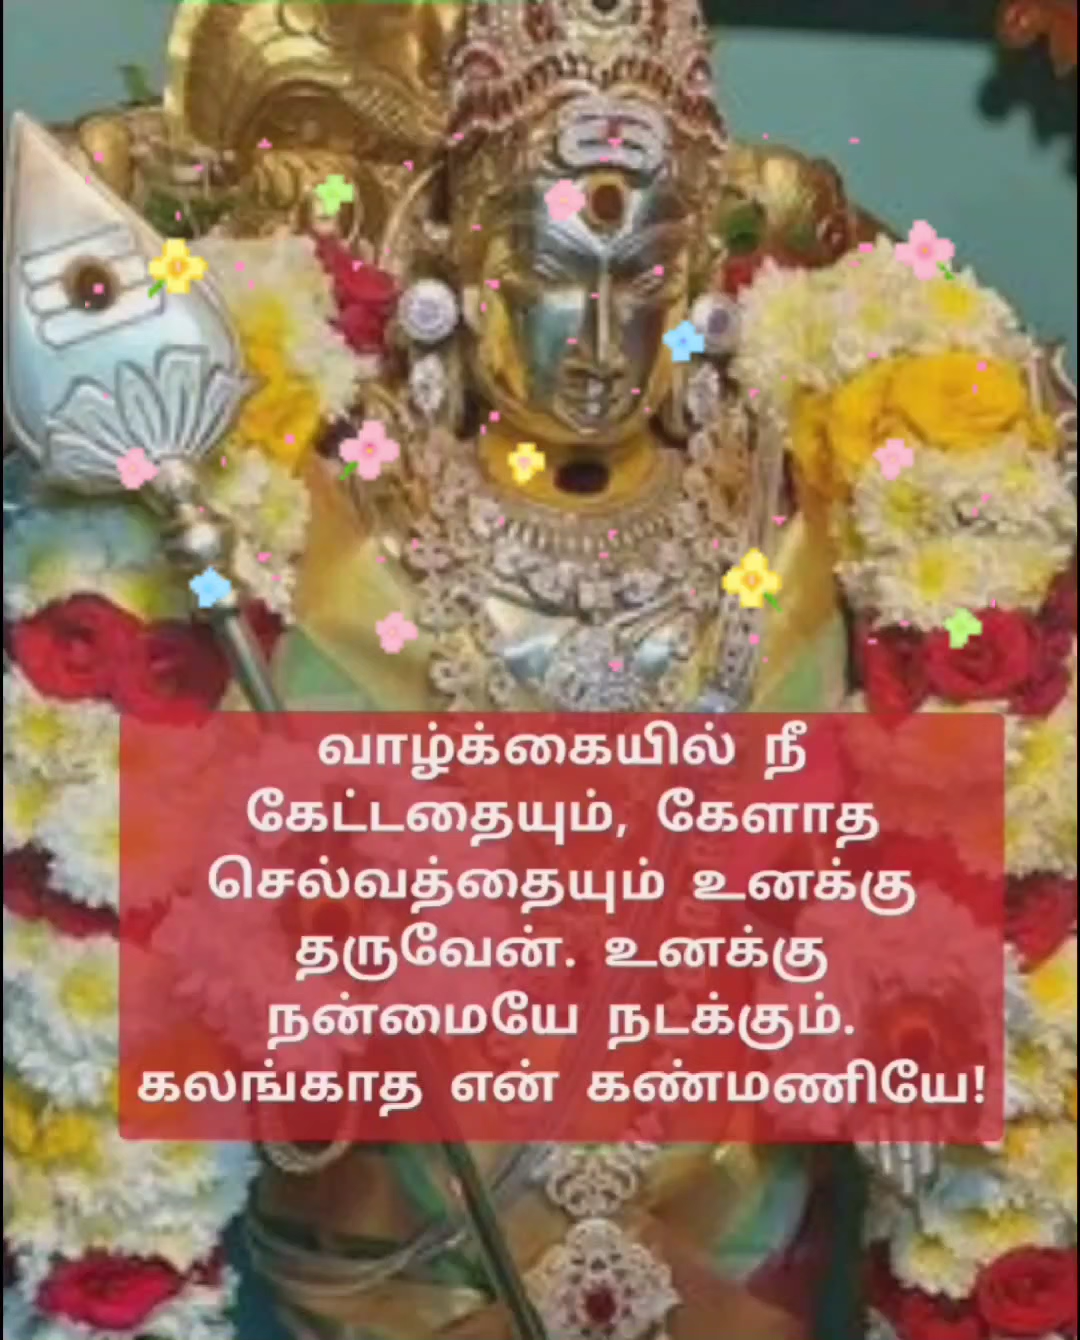 வாழ்க்கையில் நீ
கேட்டதையும், கேளாத
செல்வத்தையும் உனக்கு
தருவேன். உனக்கு
நன்மையே நடக்கும்.
கலங்காத என் கண்மணியே!